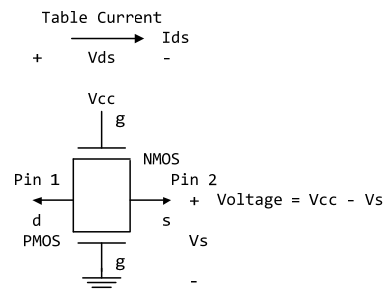 Table Current
Ids
+ Vds -
Vcc
g
NMOS
Pin 1 Pin 2
+ Voltage = Vcc - Vs
d s
PMOS Vs
g
-